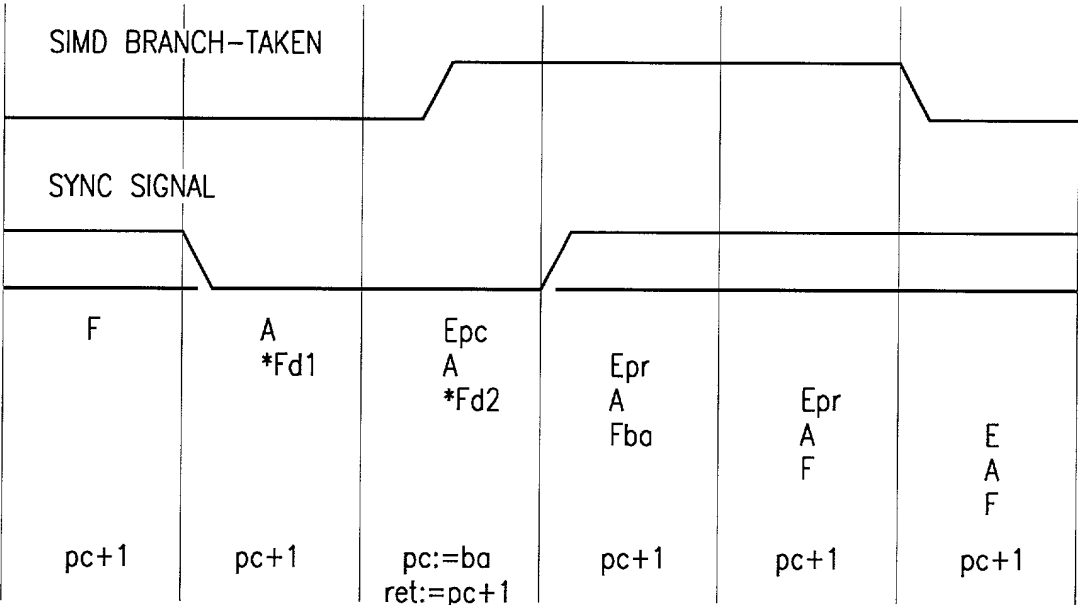 SIMD BRANCH-TAKEN
SYNC SIGNAL
F
A
Epc
*Fd1
A
Epr
*Fd2
A
Epr
Fba
A
E
F
A
F
pc+1
pc+1
pc:=ba
pc+1
pc+1
pc+1
ret:=pc+1